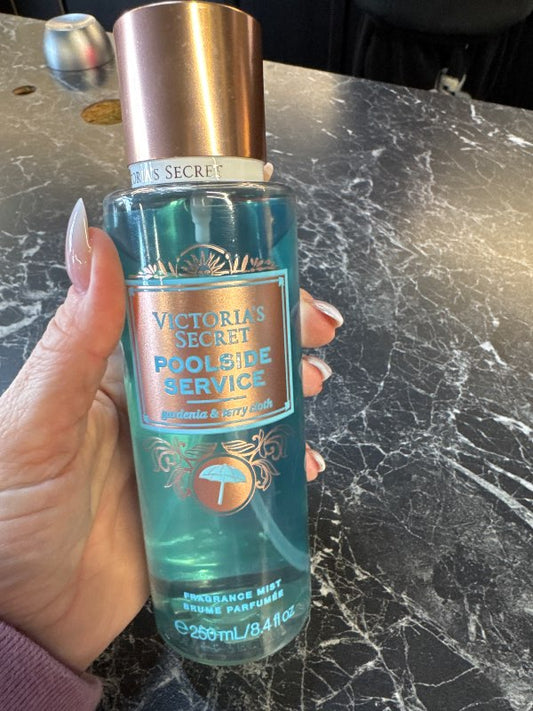 VICTORIA'S SECRET
VICTORIA'S
SECRET
POOLSIDE
SERVICE
gardenia & terry cloth
FRAGRANCE MIST
BRUME PARFUMÉE
e 250 mL/8.4 fl oz